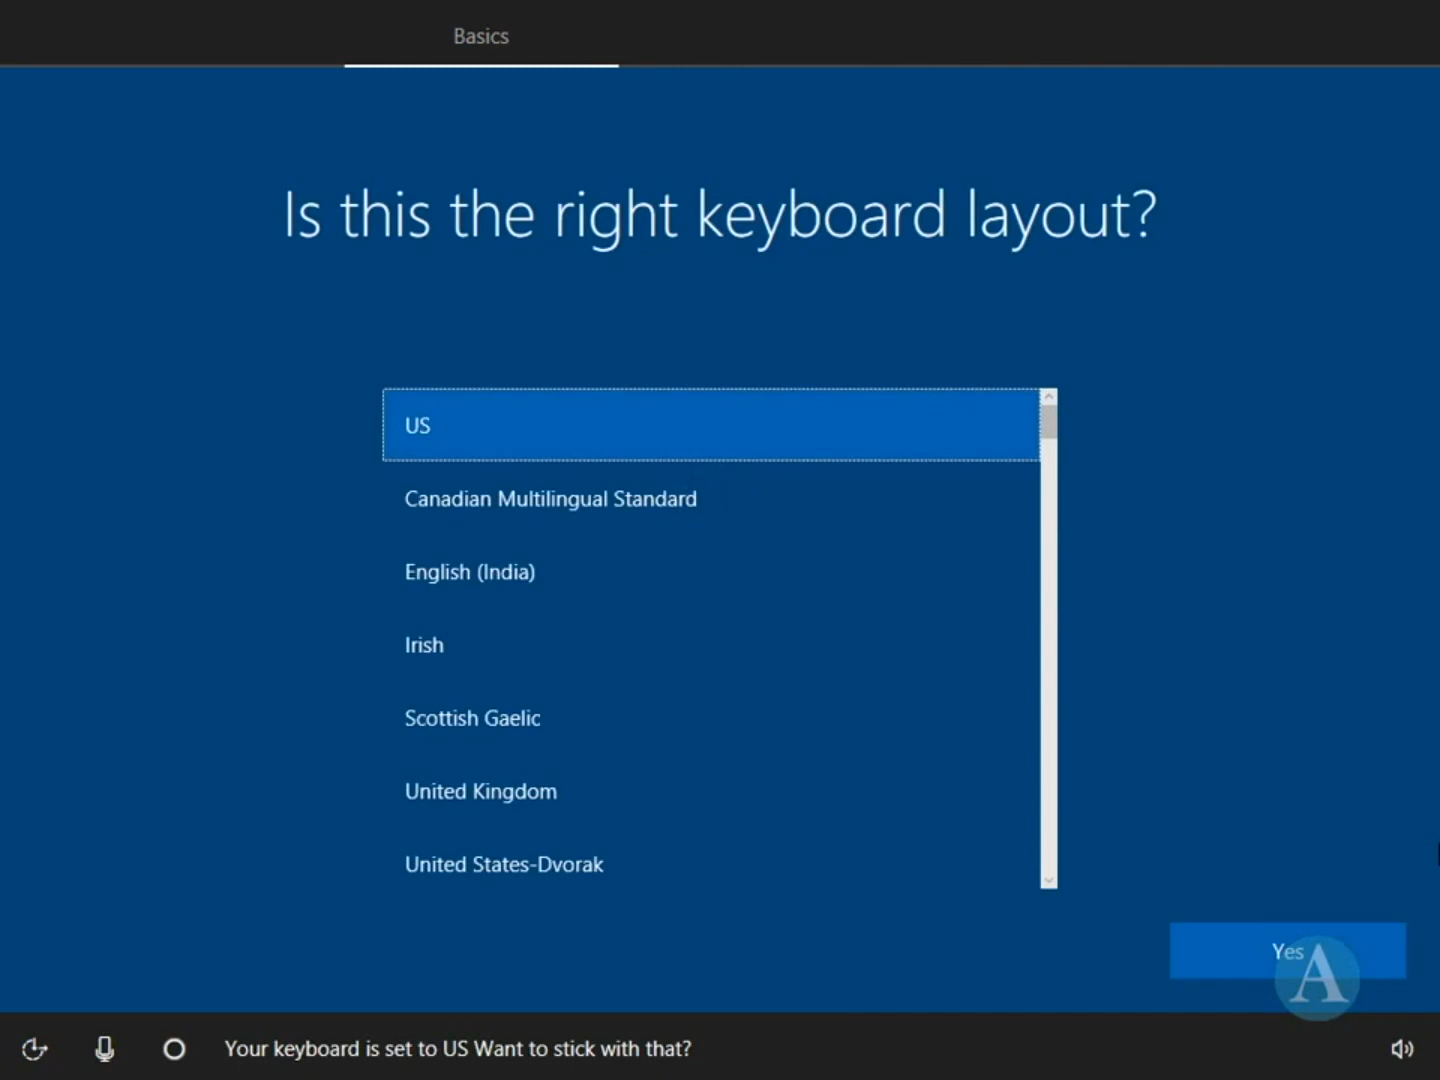 Basics
Is this the right keyboard layout?
US
Canadian Multilingual Standard
English (India)
Irish
Scottish Gaelic
United Kingdom
United States-Dvorak
Yes
A
Your keyboard is set to US Want to stick with that?